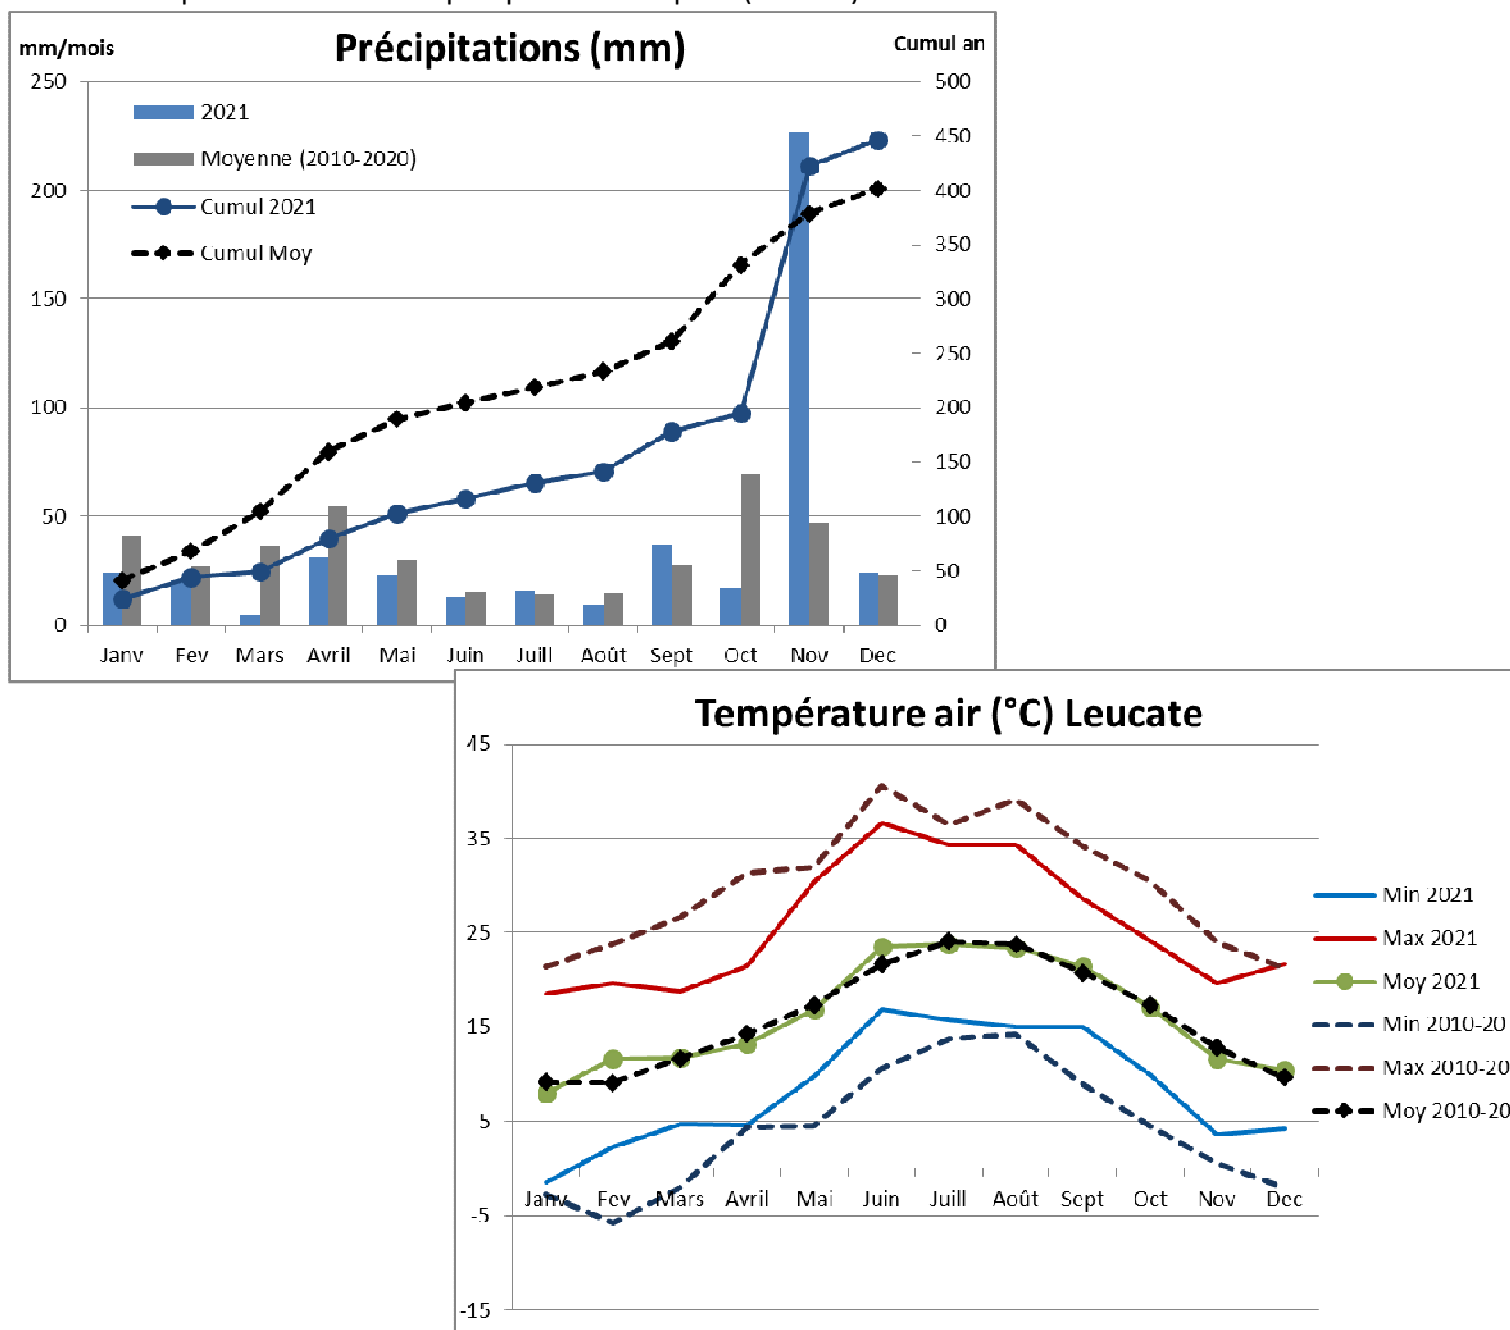 Précipitations (mm)
mm/mois
Cumul an
250
200
150
100
50
0
500
450
400
350
300
250
200
150
100
50
0
2021
Moyenne (2010-2020)
Cumul 2021
Cumul Moy
Janv Fev Mars Avril Mai Juin Juill Août Sept Oct Nov Dec
Température air (°C) Leucate
45
35
25
15
5
-5
-15
Janv Fev Mars Avril Mai Juin Juill Août Sept Oct Nov Dec
Min 2021
Max 2021
Moy 2021
Min 2010-20
Max 2010-20
Moy 2010-20